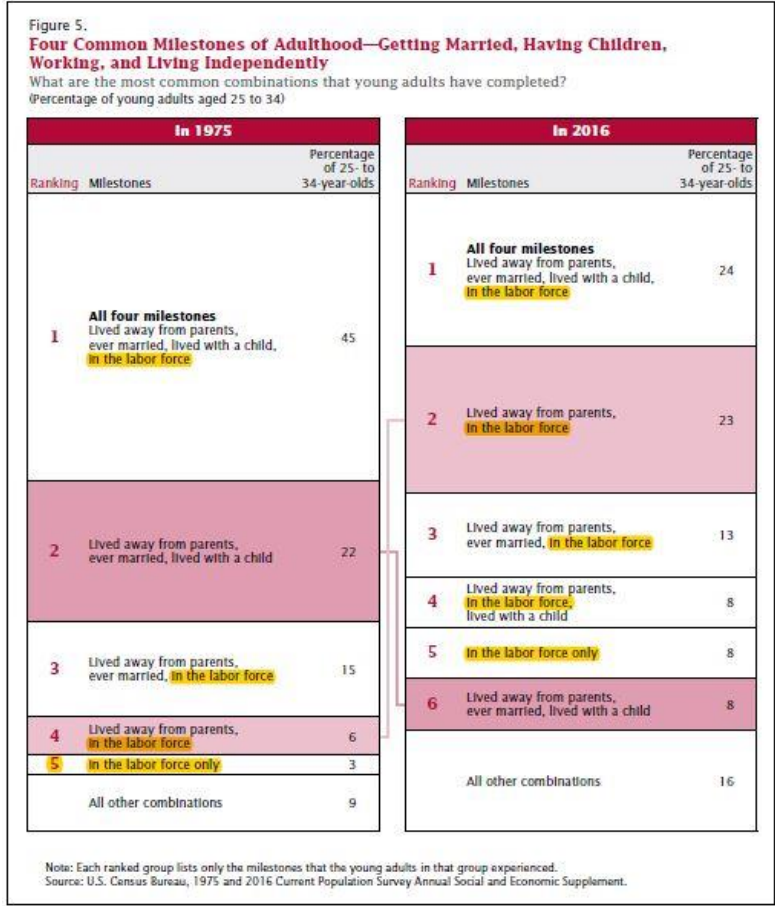 Figure 5.
Four Common Milestones of Adulthood—Getting Married, Having Children,
Working, and Living Independently
What are the most common combinations that young adults have completed?
(Percentage of young adults aged 25 to 34)
In 1975
Ranking Milestones Percentage
of 25- to
34-year-olds
1
All four milestones
Lived away from parents,
ever married, lived with a child,
in the labor force
45
2
Lived away from parents,
ever married, lived with a child
22
3
Lived away from parents,
ever married, in the labor force
15
4
Lived away from parents,
in the labor force
6
5 in the labor force only 3
All other combinations 9
In 2016
Ranking Milestones Percentage
of 25- to
34-year-olds
1
All four milestones
Lived away from parents,
ever married, lived with a child,
in the labor force
24
2
Lived away from parents,
in the labor force
23
3
Lived away from parents,
ever married, in the labor force
13
4
Lived away from parents,
in the labor force,
lived with a child
8
5 in the labor force only 8
6
Lived away from parents,
ever married, lived with a child
8
All other combinations 16
Note: Each ranked group lists only the milestones that the young adults in that group experienced.
Source: U.S. Census Bureau, 1975 and 2016 Current Population Survey Annual Social and Economic Supplement.